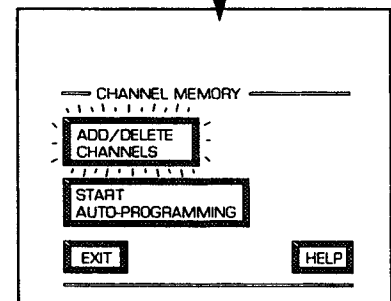 CHANNEL MEMORY
ADD/DELETE
CHANNELS
START
AUTO-PROGRAMMING
EXIT HELP